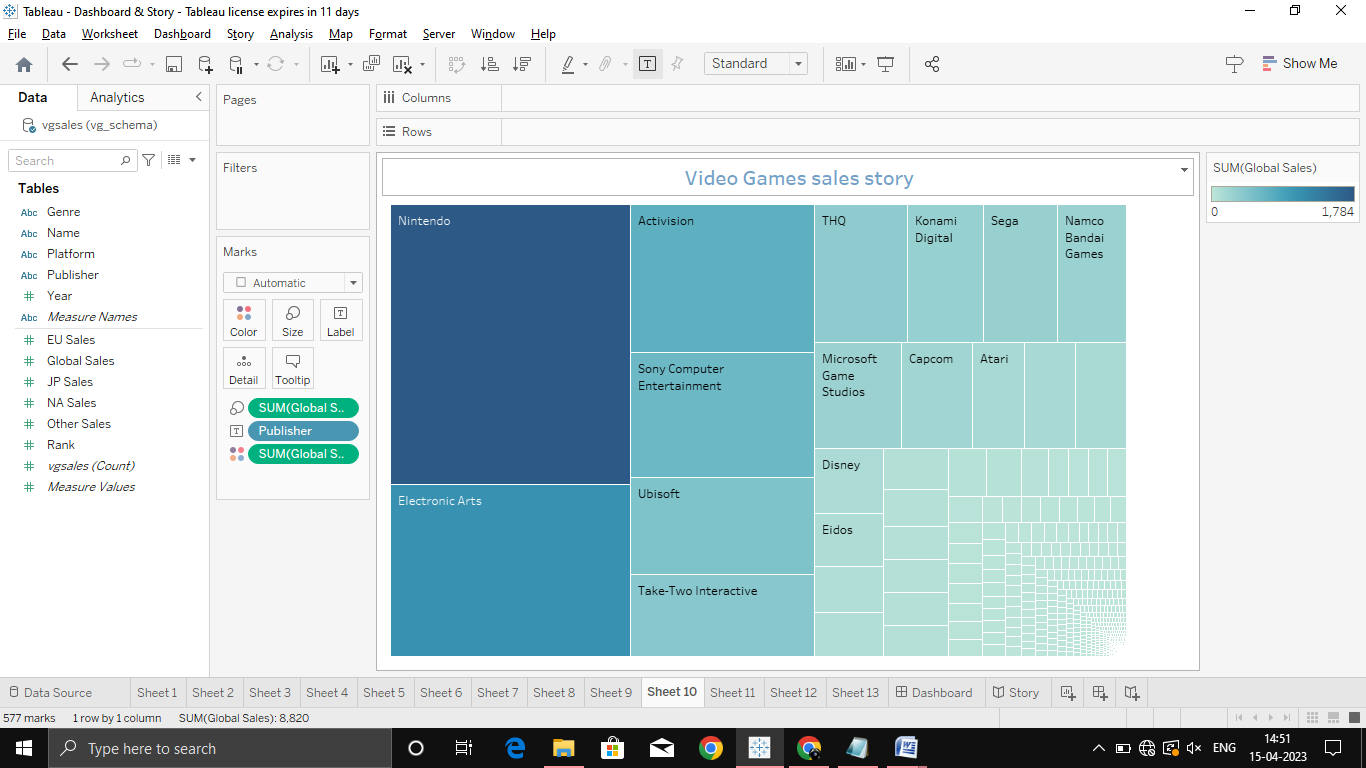 Tableau - Dashboard & Story - Tableau license expires in 11 days
File Data Worksheet Dashboard Story Analysis Map Format Server Window Help
Standard
Show Me
Data Analytics
vgsales (vg_schema)
Search
Tables
Abc Genre
Abc Name
Abc Platform
Abc Publisher
Year
Abc Measure Names
EU Sales
Global Sales
JP Sales
NA Sales
Other Sales
Rank
vgsales (Count)
Measure Values
Pages
Filters
Marks
Automatic
Color Size Label
Detail Tooltip
SUM(Global S..
Publisher
SUM(Global S..
Columns
Rows
Video Games sales story
Nintendo
Electronic Arts
Activision
Sony Computer
Entertainment
Ubisoft
Take-Two Interactive
THQ
Konami
Digital
Sega
Namco
Bandai
Games
Microsoft
Game
Studios
Capcom
Atari
Disney
Eidos
SUM(Global Sales)
0 1,784
Data Source Sheet 1 Sheet 2 Sheet 3 Sheet 4 Sheet 5 Sheet 6 Sheet 7 Sheet 8 Sheet 9 Sheet 10 Sheet 11 Sheet 12 Sheet 13 Dashboard Story
577 marks 1 row by 1 column SUM(Global Sales): 8,820
Type here to search
ENG
14:51
15-04-2023